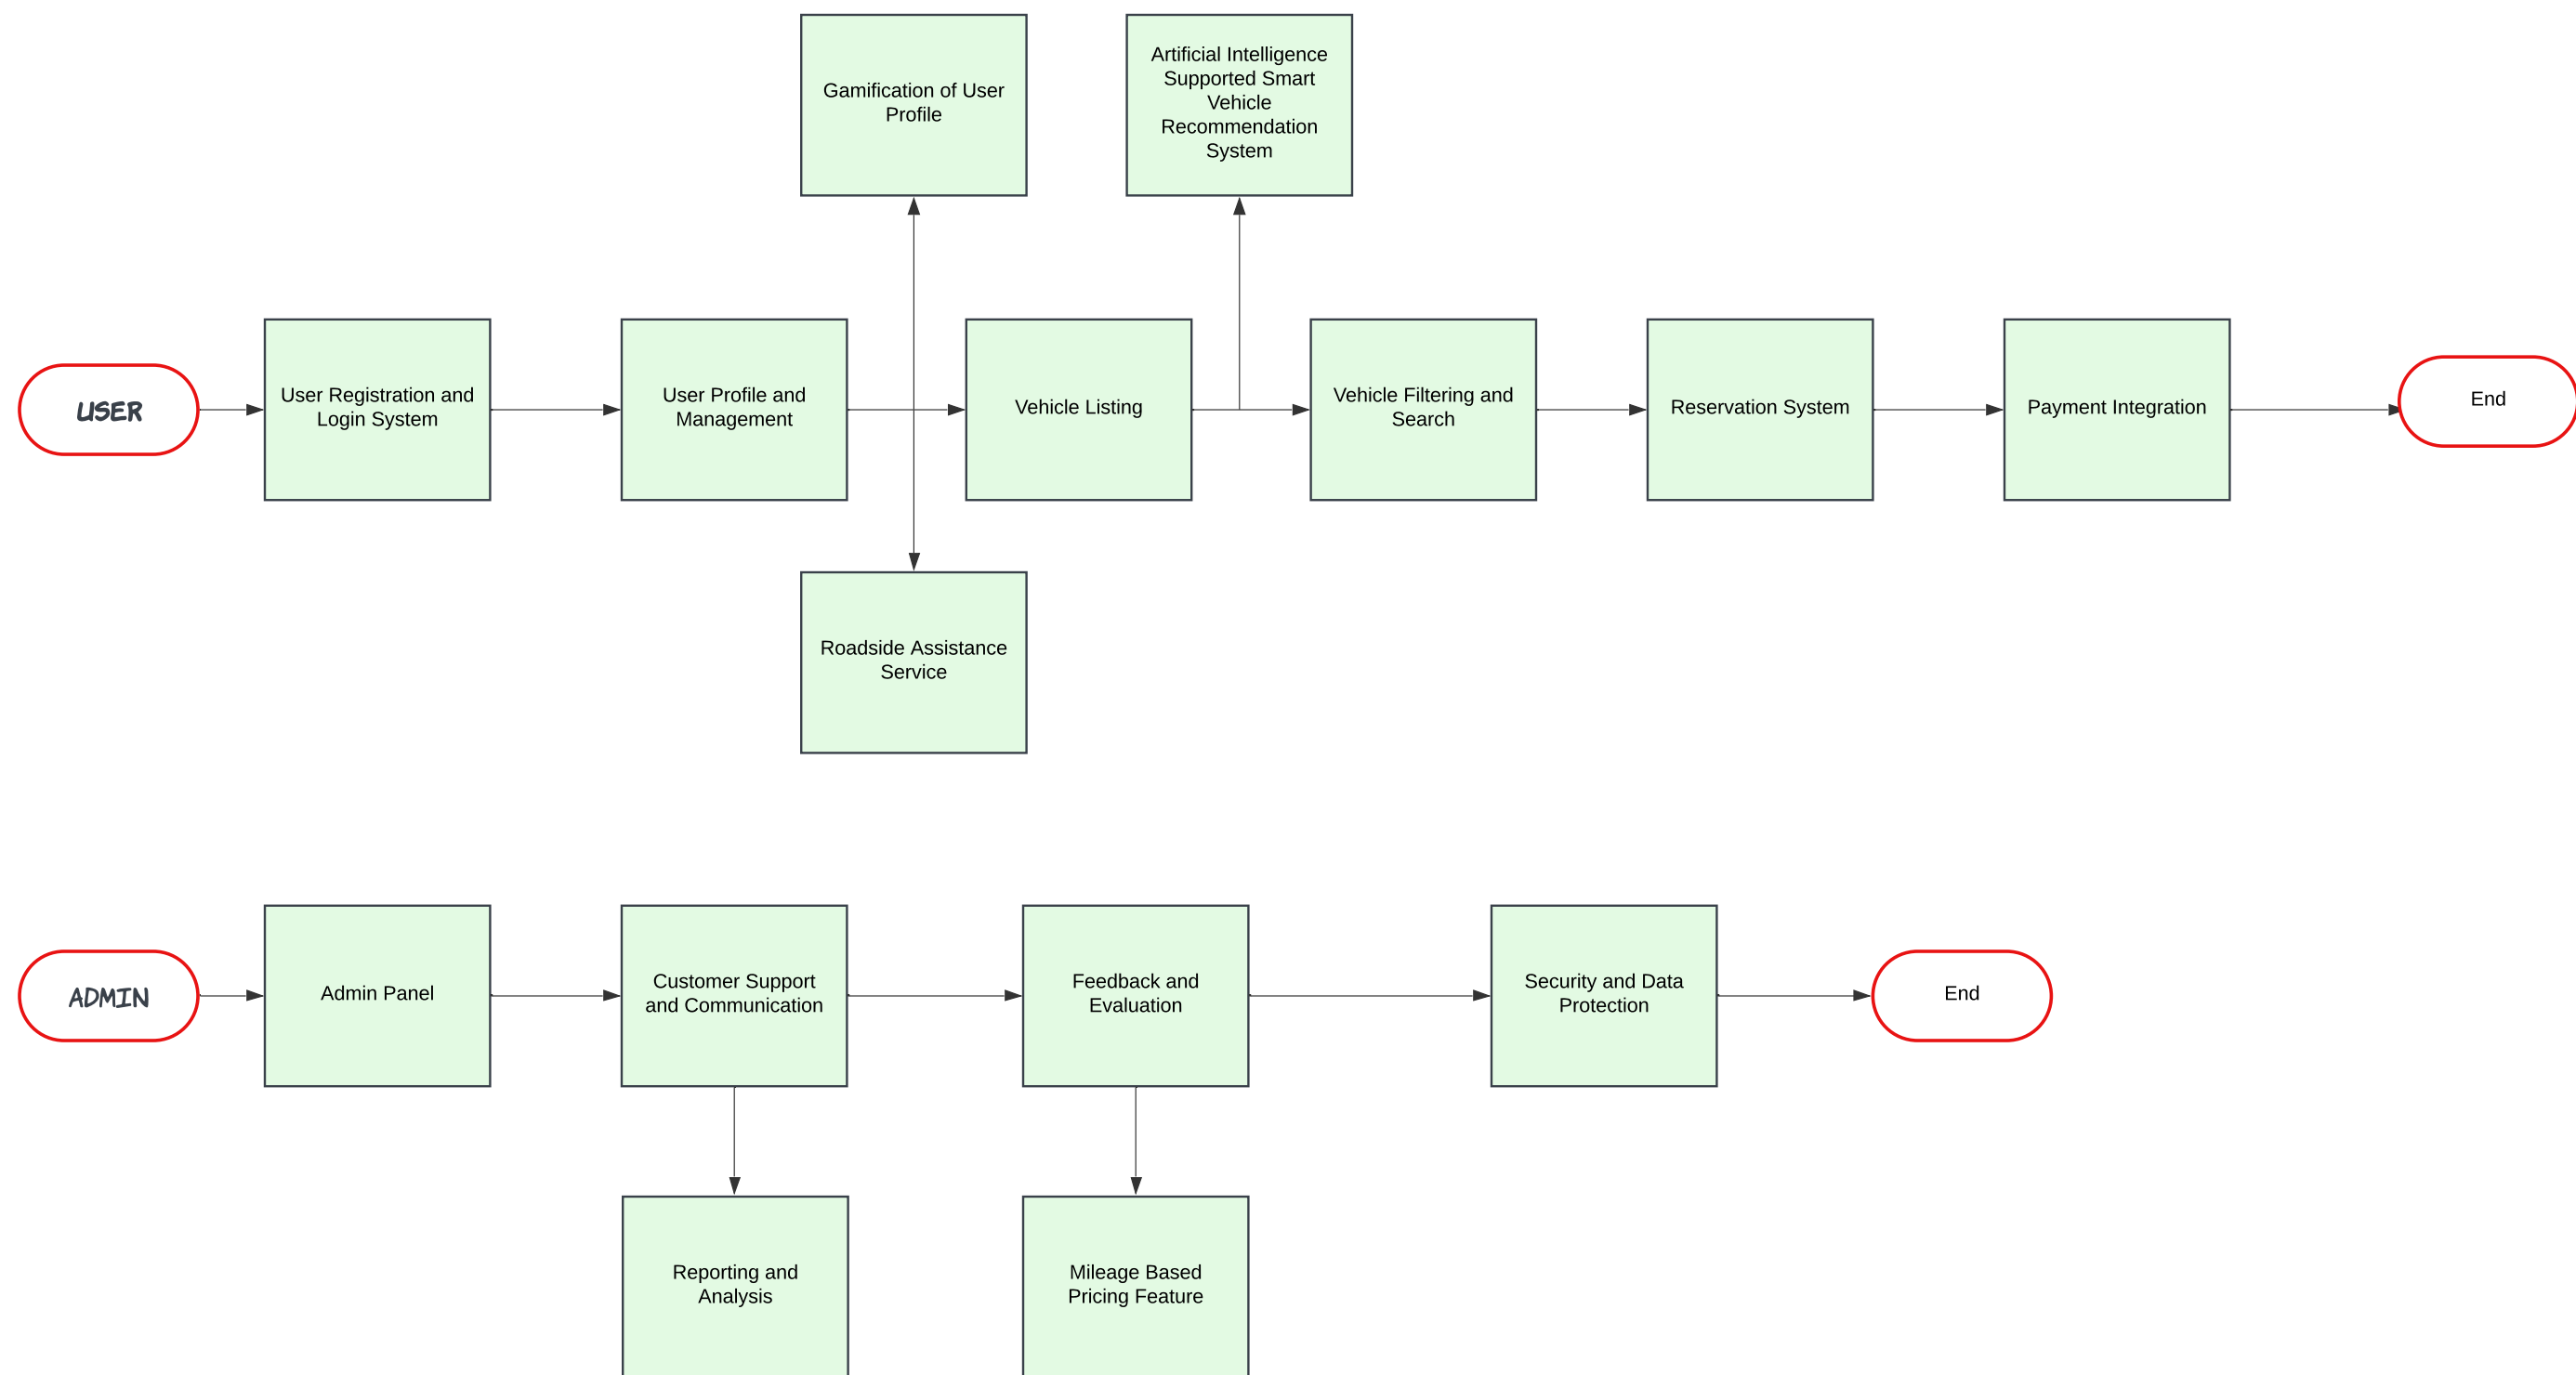 Gamification of User
Profile
Artificial Intelligence
Supported Smart
Vehicle
Recommendation
System
USER
User Registration and
Login System
User Profile and
Management
Vehicle Listing
Vehicle Filtering and
Search
Reservation System
Payment Integration
End
Roadside Assistance
Service
ADMIN
Admin Panel
Customer Support
and Communication
Feedback and
Evaluation
Security and Data
Protection
End
Reporting and
Analysis
Mileage Based
Pricing Feature